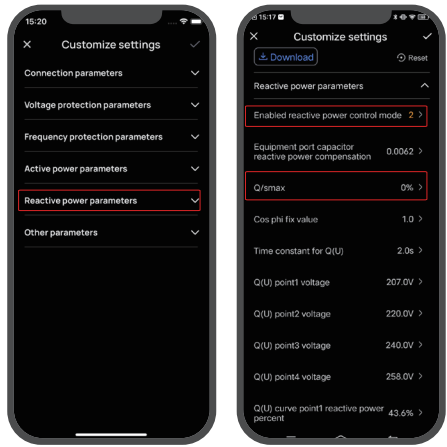 15:20
Customize settings
Connection parameters
Voltage protection parameters
Frequency protection parameters
Active power parameters
Reactive power parameters
Other parameters
15:17
Customize settings
Download
Reset
Reactive power parameters
Enabled reactive power control mode 2
Equipment port capacitor
reactive power compensation 0.0062
Q/smax 0%
Cos phi fix value 1.0
Time constant for Q(U) 2.0s
Q(U) point1 voltage 207.0V
Q(U) point2 voltage 220.0V
Q(U) point3 voltage 240.0V
Q(U) point4 voltage 258.0V
Q(U) curve point1 reactive power
percent 43.6%